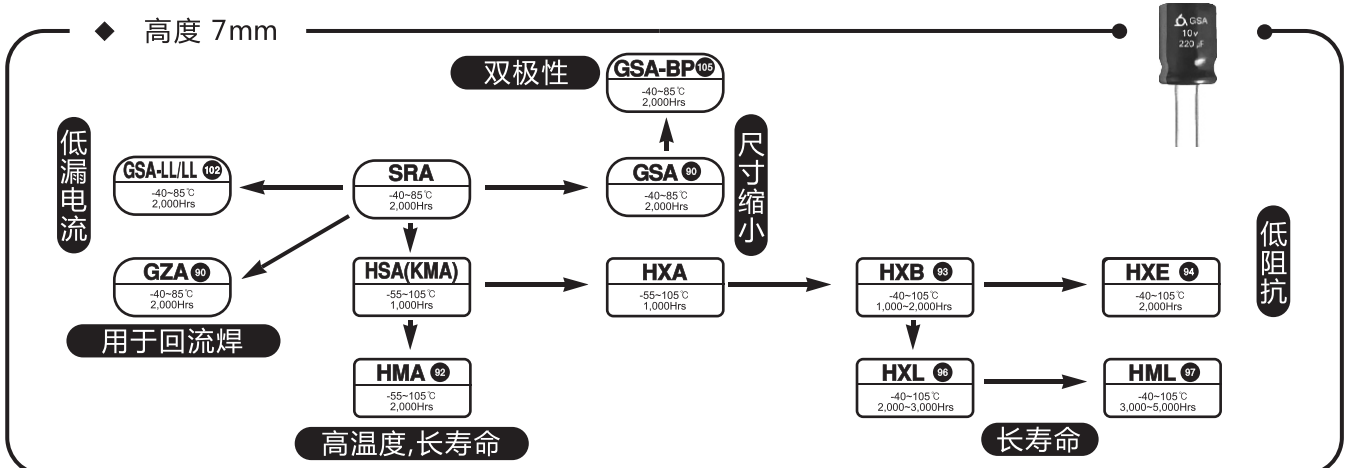 ◆ 高度 7mm
GSA
10v
220µF
双极性
GSA-BP 105
-40~85℃
2,000Hrs
低漏电流
GSA-LL/LL 102
-40~85℃
2,000Hrs
SRA
-40~85℃
2,000Hrs
GSA 90
-40~85℃
2,000Hrs
尺寸缩小
GZA 90
-40~85℃
2,000Hrs
用于回流焊
HSA(KMA)
-55~105℃
1,000Hrs
HXA
-55~105℃
1,000Hrs
HXB 93
-40~105℃
1,000~2,000Hrs
HXE 94
-40~105℃
2,000Hrs
低阻抗
HMA 92
-55~105℃
2,000Hrs
高温度,长寿命
HXL 96
-40~105℃
2,000~3,000Hrs
HML 97
-40~105℃
3,000~5,000Hrs
长寿命